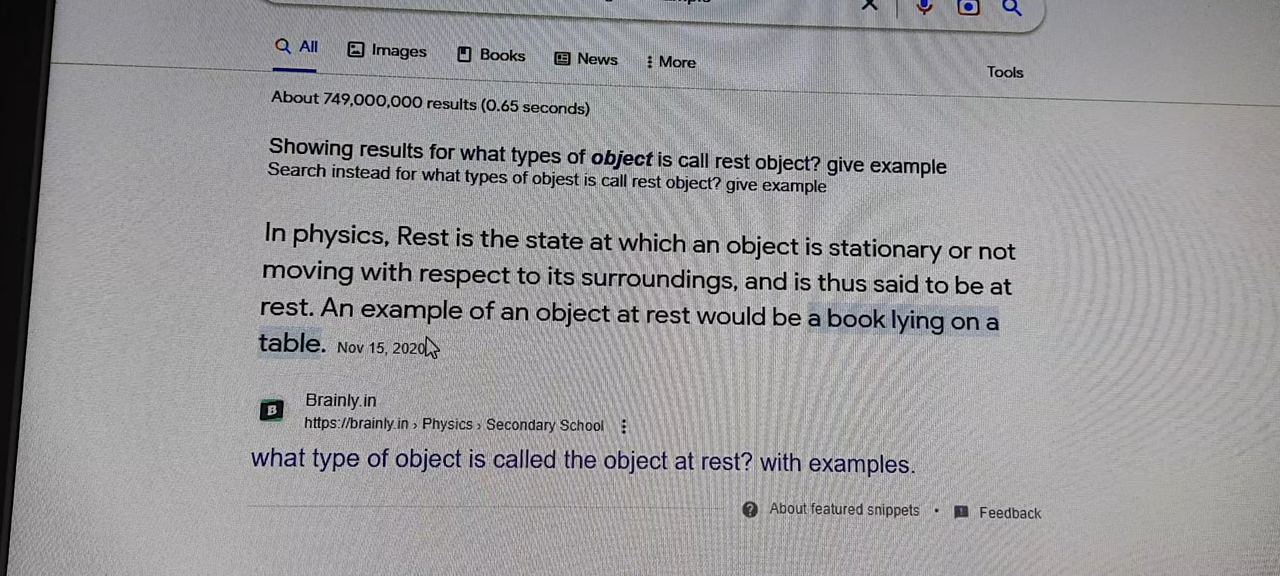 All Images Books News More Tools
About 749,000,000 results (0.65 seconds)
Showing results for what types of object is call rest object? give example
Search instead for what types of objest is call rest object? give example
In physics, Rest is the state at which an object is stationary or not
moving with respect to its surroundings, and is thus said to be at
rest. An example of an object at rest would be a book lying on a
table. Nov 15, 2020
B
Brainly.in
https://brainly.in › Physics › Secondary School
what type of object is called the object at rest? with examples.
About featured snippets • Feedback